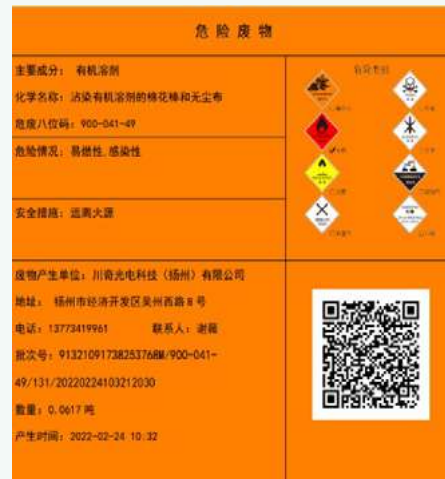 危险废物
主要成分: 有机溶剂
化学名称: 沾染有机溶剂的棉花棒和无尘布
危废八位码: 900-041-49
危险情况: 易燃性,感染性
安全措施: 远离火源
废物产生单位: 川奇光电科技(扬州)有限公司
地址: 扬州市经济开发区吴州西路8号
电话: 13773419961 联系人: 谢薇
批次号: 91321091738253768M/900-041-
49/131/20220224103212030
数量: 0.0617 吨
产生时间: 2022-02-24 10:32